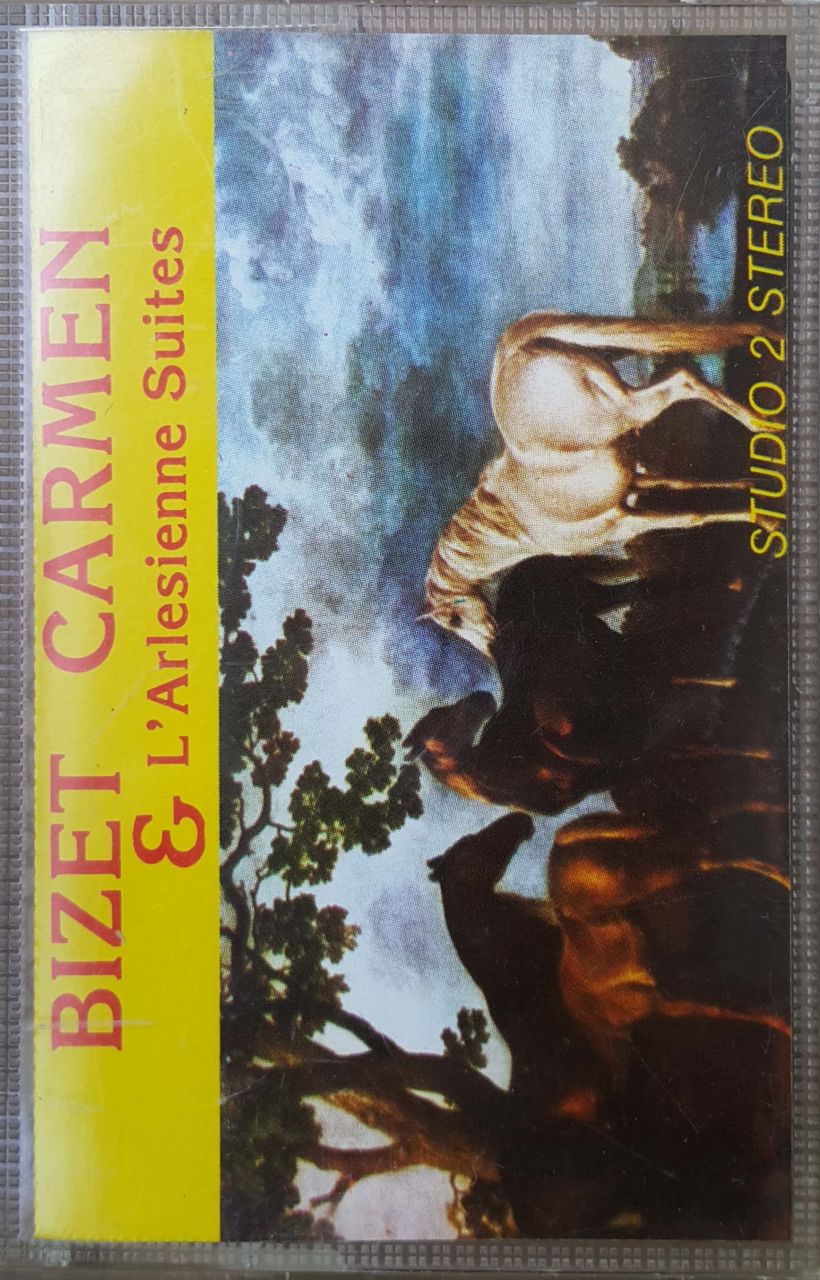 BIZET CARMEN
& L'Arlesienne Suites
STUDIO 2 STEREO